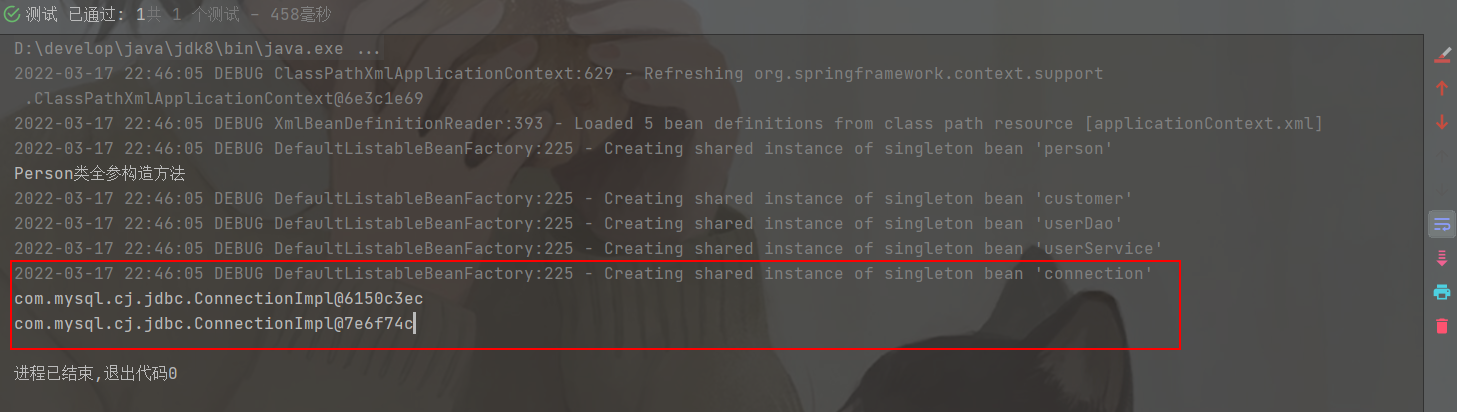 测试 已通过: 1共 1 个测试 – 458毫秒
D:\develop\java\jdk8\bin\java.exe ...
2022-03-17 22:46:05 DEBUG ClassPathXmlApplicationContext:629 - Refreshing org.springframework.context.support
.ClassPathXmlApplicationContext@6e3c1e69
2022-03-17 22:46:05 DEBUG XmlBeanDefinitionReader:393 - Loaded 5 bean definitions from class path resource [applicationContext.xml]
2022-03-17 22:46:05 DEBUG DefaultListableBeanFactory:225 - Creating shared instance of singleton bean 'person'
Person类全参构造方法
2022-03-17 22:46:05 DEBUG DefaultListableBeanFactory:225 - Creating shared instance of singleton bean 'customer'
2022-03-17 22:46:05 DEBUG DefaultListableBeanFactory:225 - Creating shared instance of singleton bean 'userDao'
2022-03-17 22:46:05 DEBUG DefaultListableBeanFactory:225 - Creating shared instance of singleton bean 'userService'
2022-03-17 22:46:05 DEBUG DefaultListableBeanFactory:225 - Creating shared instance of singleton bean 'connection'
com.mysql.cj.jdbc.ConnectionImpl@6150c3ec
com.mysql.cj.jdbc.ConnectionImpl@7e6f74c
进程已结束,退出代码0